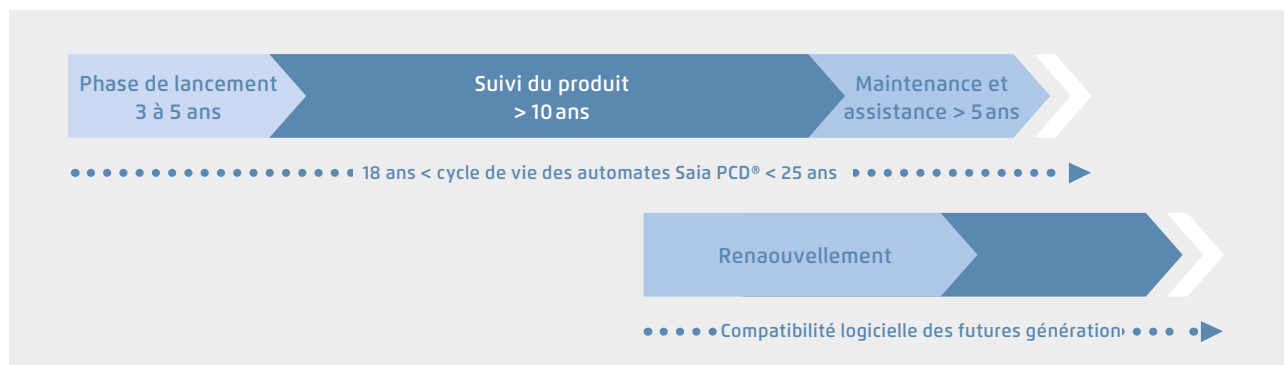 Phase de lancement
3 à 5 ans
Suivi du produit
> 10 ans
Maintenance et
assistance > 5 ans
18 ans < cycle de vie des automates Saia PCD® < 25 ans
Renaouvellement
Compatibilité logicielle des futures génération